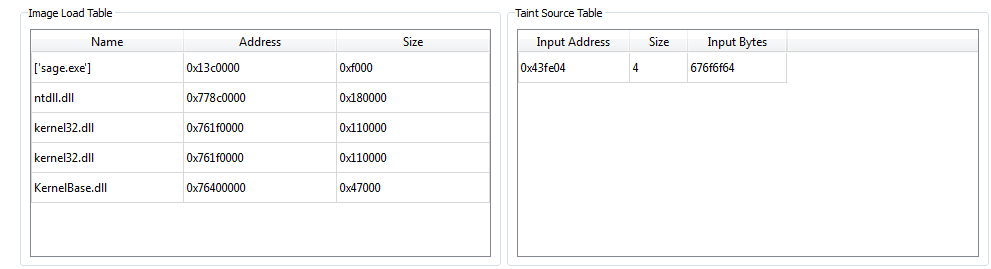 Image Load Table
Name Address Size
['sage.exe'] 0x13c0000 0xf000
ntdll.dll 0x778c0000 0x180000
kernel32.dll 0x761f0000 0x110000
kernel32.dll 0x761f0000 0x110000
KernelBase.dll 0x76400000 0x47000
Taint Source Table
Input Address Size Input Bytes
0x43fe04 4 676f6f64